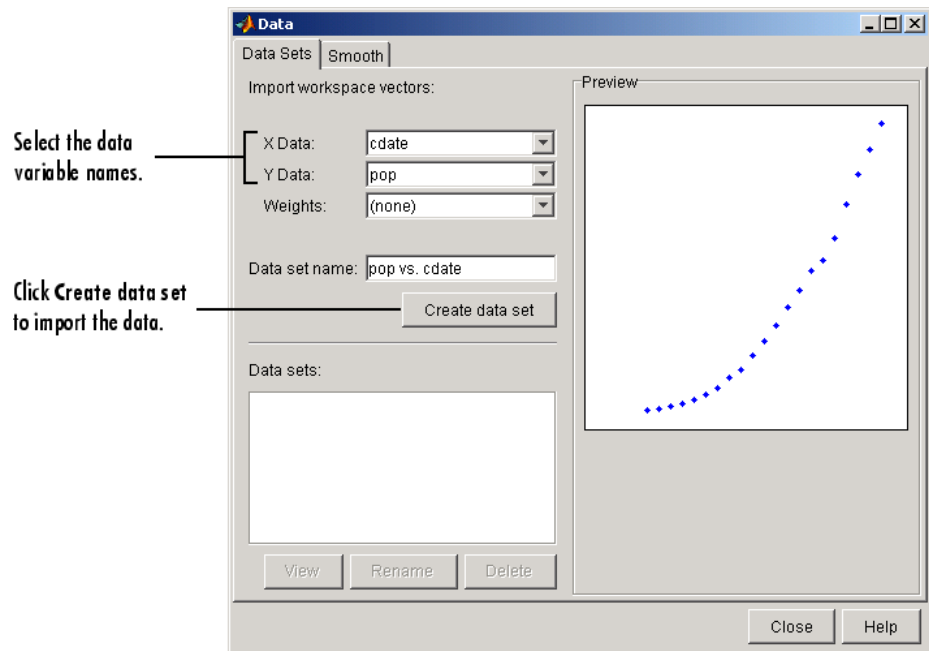 Data
Data Sets
Smooth
Import workspace vectors:
Select the data
variable names.
X Data:
cdate
Y Data:
pop
Weights:
(none)
Data set name:
pop vs. cdate
Click Create data set
to import the data.
Create data set
Data sets:
View
Rename
Delete
Preview
Close
Help